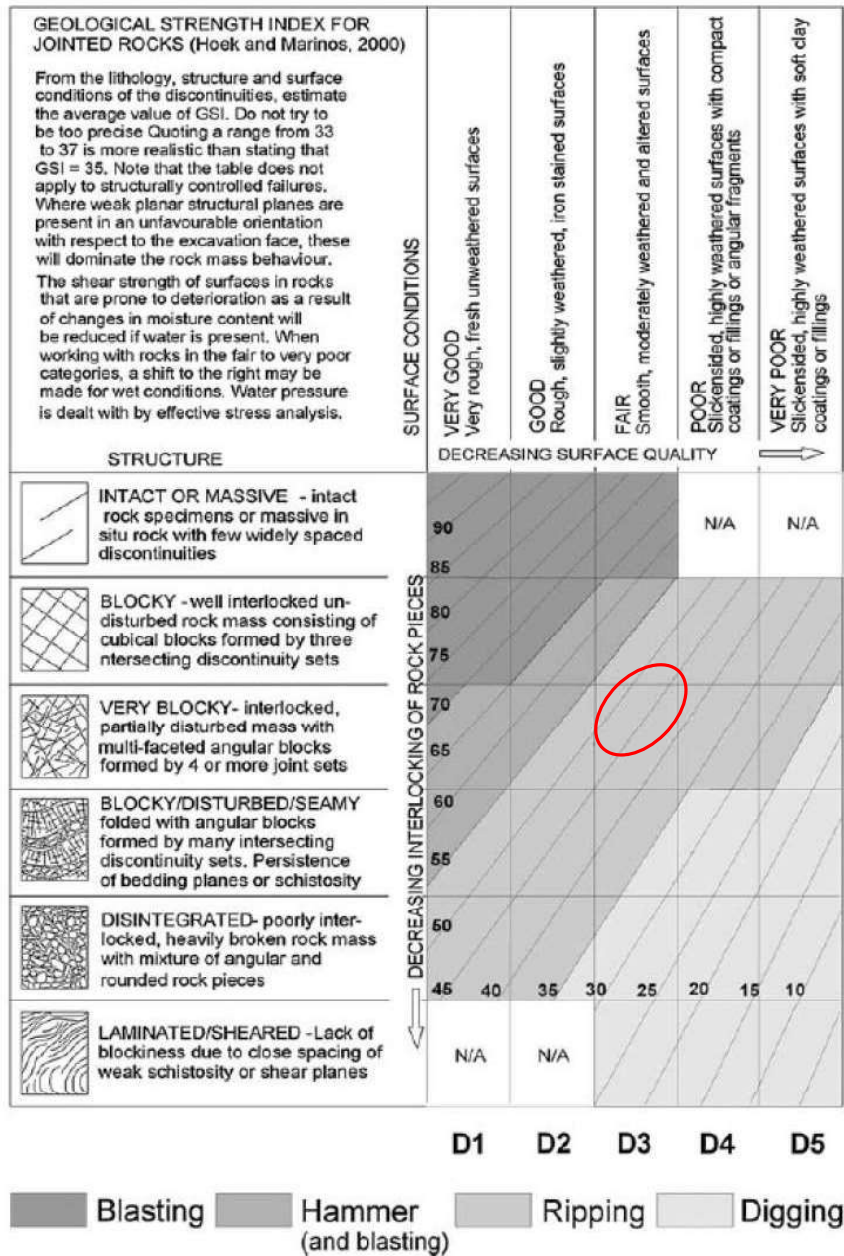 GEOLOGICAL STRENGTH INDEX FOR
JOINTED ROCKS (Hoek and Marinos, 2000)
From the lithology, structure and surface
conditions of the discontinuities, estimate
the average value of GSI. Do not try to
be too precise Quoting a range from 33
to 37 is more realistic than stating that
GSI = 35. Note that the table does not
apply to structurally controlled failures.
Where weak planar structural planes are
present in an unfavourable orientation
with respect to the excavation face, these
will dominate the rock mass behaviour.
The shear strength of surfaces in rocks
that are prone to deterioration as a result
of changes in moisture content will
be reduced if water is present. When
working with rocks in the fair to very poor
categories, a shift to the right may be
made for wet conditions. Water pressure
is dealt with by effective stress analysis.
STRUCTURE
SURFACE CONDITIONS
VERY GOOD
Very rough, fresh unweathered surfaces
GOOD
Rough, slightly weathered, iron stained surfaces
FAIR
Smooth, moderately weathered and altered surfaces
POOR
Slickensided, highly weathered surfaces with compact
coatings or fillings or angular fragments
VERY POOR
Slickensided, highly weathered surfaces with soft clay
coatings or fillings
DECREASING SURFACE QUALITY
INTACT OR MASSIVE - intact
rock specimens or massive in
situ rock with few widely spaced
discontinuities
BLOCKY - well interlocked un-
disturbed rock mass consisting of
cubical blocks formed by three
ntersecting discontinuity sets
VERY BLOCKY- interlocked,
partially disturbed mass with
multi-faceted angular blocks
formed by 4 or more joint sets
BLOCKY/DISTURBED/SEAMY
folded with angular blocks
formed by many intersecting
discontinuity sets. Persistence
of bedding planes or schistosity
DISINTEGRATED- poorly inter-
locked, heavily broken rock mass
with mixture of angular and
rounded rock pieces
LAMINATED/SHEARED - Lack of
blockiness due to close spacing of
weak schistosity or shear planes
DECREASING INTERLOCKING OF ROCK PIECES
90
N/A N/A
85
80
75
70
65
60
55
50
45 40 35 30 25 20 15 10
N/A N/A
D1 D2 D3 D4 D5
Blasting Hammer Ripping Digging
(and blasting)